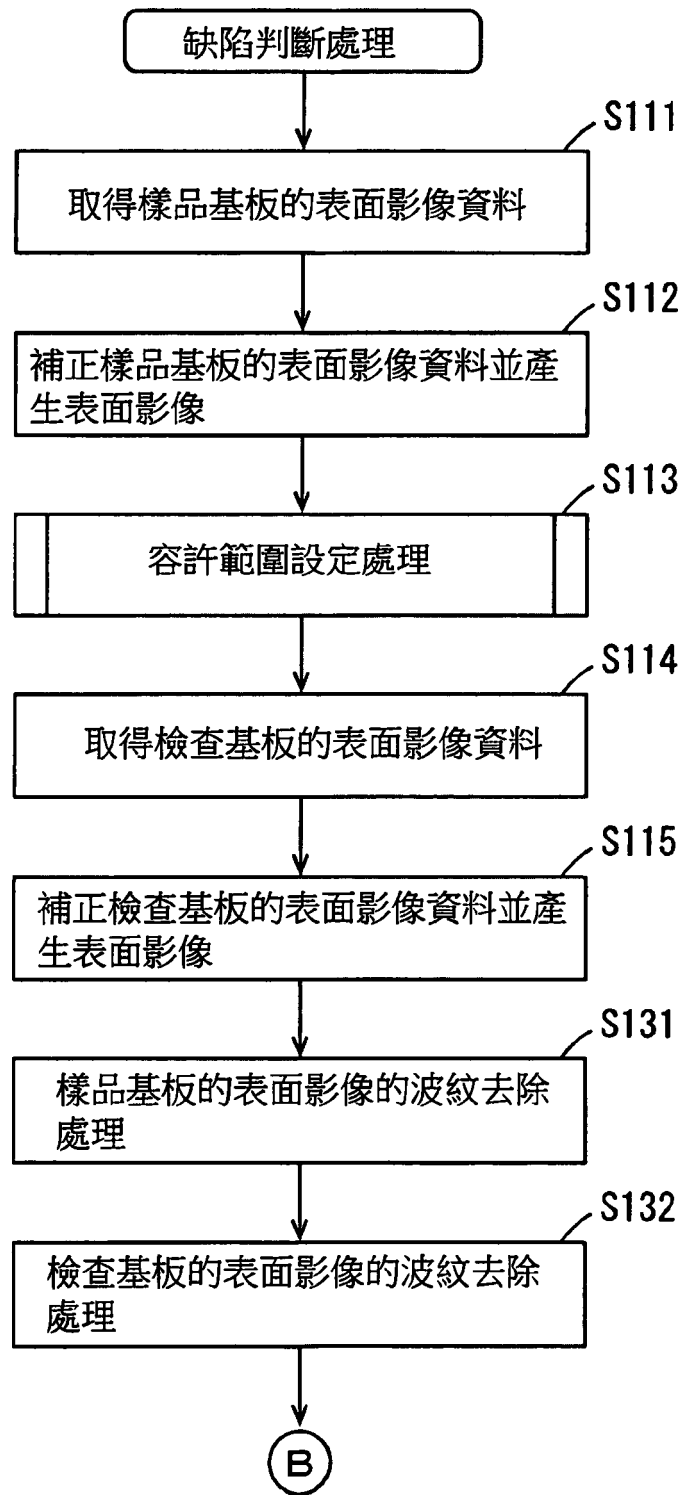 缺陷判斷處理
S111
取得樣品基板的表面影像資料
S112
補正樣品基板的表面影像資料並產
生表面影像
S113
容許範圍設定處理
S114
取得檢查基板的表面影像資料
S115
補正檢查基板的表面影像資料並產
生表面影像
S131
樣品基板的表面影像的波紋去除
處理
S132
檢查基板的表面影像的波紋去除
處理
B